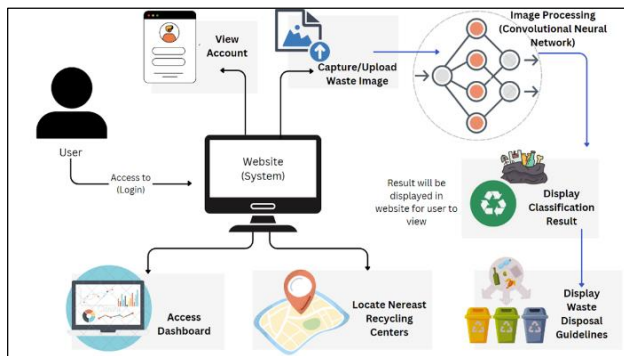 View
Account
Capture/Upload
Waste Image
Image Processing
(Convolutional Neural
Network)
User
Access to
(Login)
Website
(System)
Result will be
displayed in
website for user to
view
Display
Classification
Result
Access
Dashboard
Locate Nereast
Recycling
Centers
Display
Waste
Disposal
Guidelines